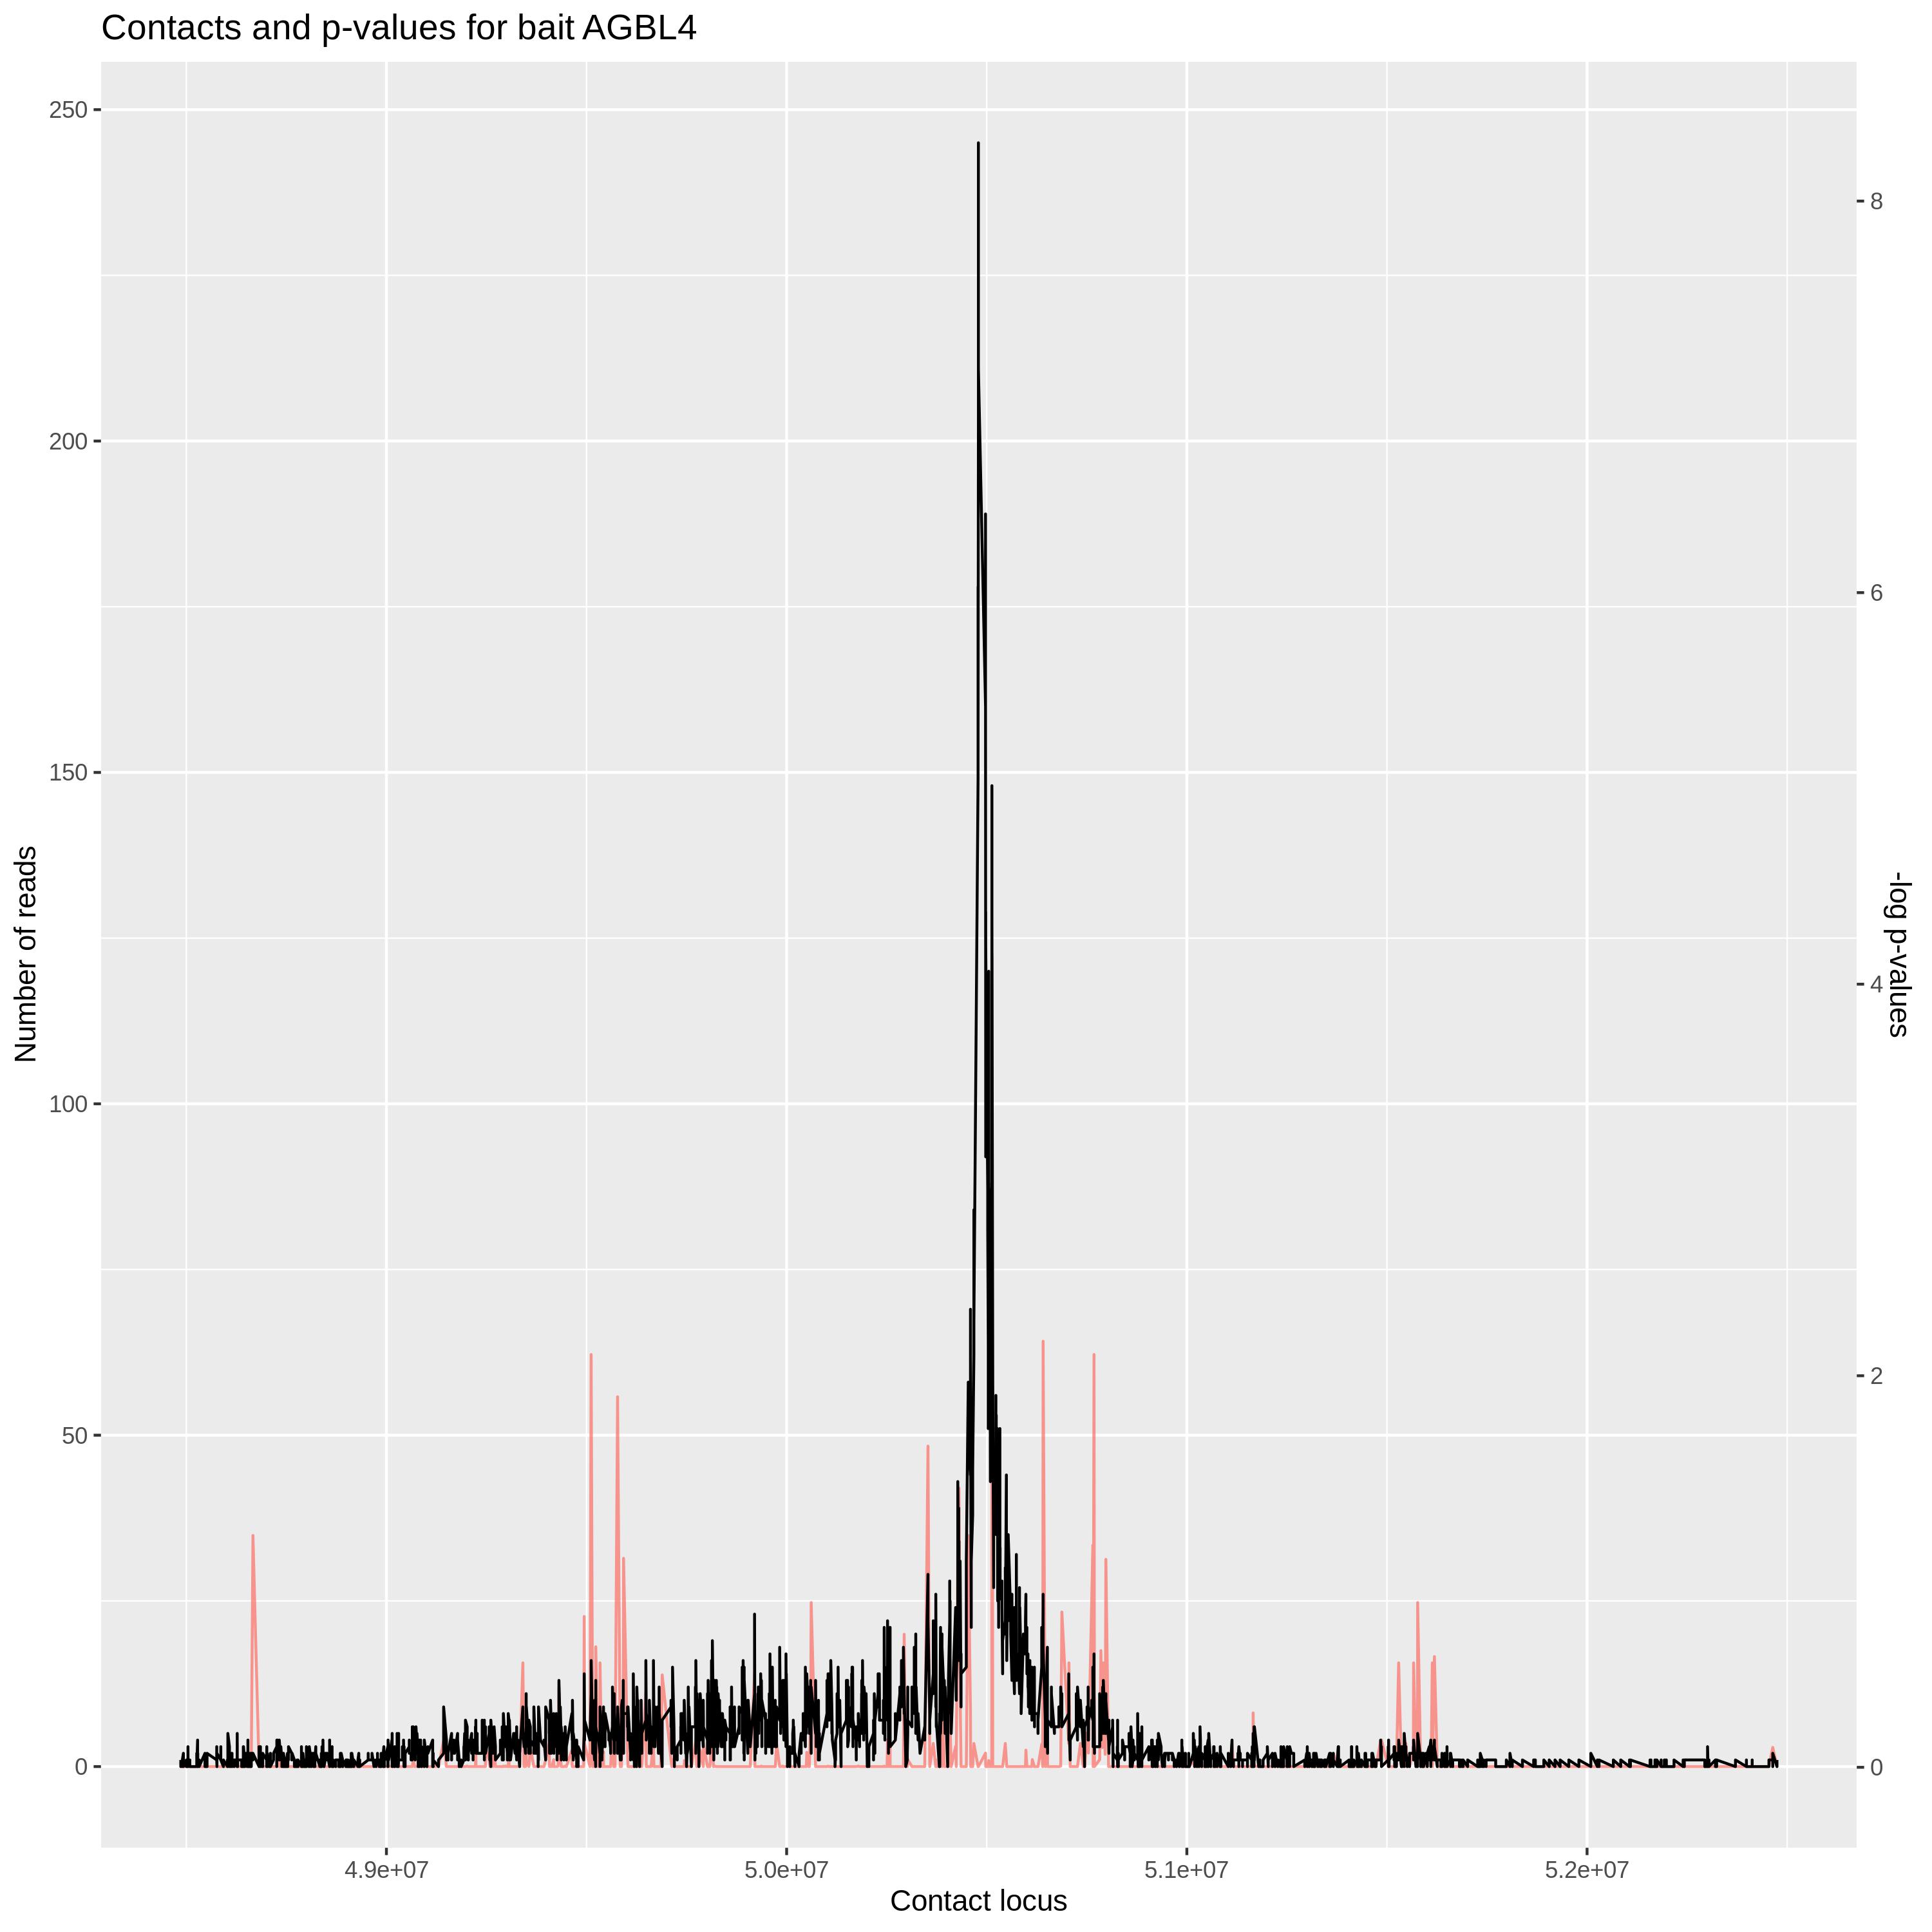 Contacts and p-values for bait AGBL4
Number of reads
250
200
150
100
50
0
8
6
4
2
0
-log p-values
4.9e+07 5.0e+07 5.1e+07 5.2e+07
Contact locus